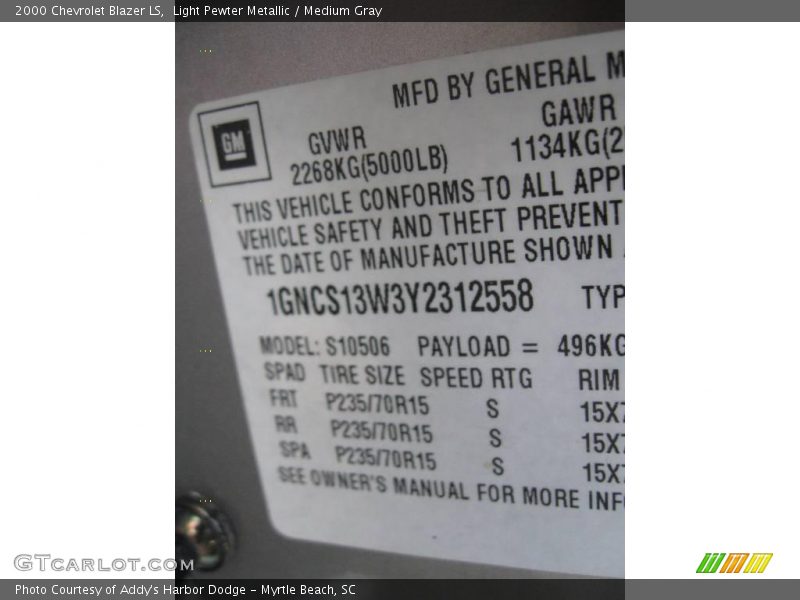 2000 Chevrolet Blazer LS, Light Pewter Metallic / Medium Gray
MFD BY GENERAL M
GM
GVWR GAWR
2268KG(5000LB) 1134KG(2
THIS VEHICLE CONFORMS TO ALL APPL
VEHICLE SAFETY AND THEFT PREVENT
THE DATE OF MANUFACTURE SHOWN
1GNCS13W3Y2312558 TYP
MODEL: S10506 PAYLOAD = 496KG
SPAD TIRE SIZE SPEED RTG RIM
FRT P235/70R15 S 15X7
RR P235/70R15 S 15X7
SPA P235/70R15 S 15X7
SEE OWNER'S MANUAL FOR MORE INFO
GTcarlot.com
Photo Courtesy of Addy's Harbor Dodge - Myrtle Beach, SC